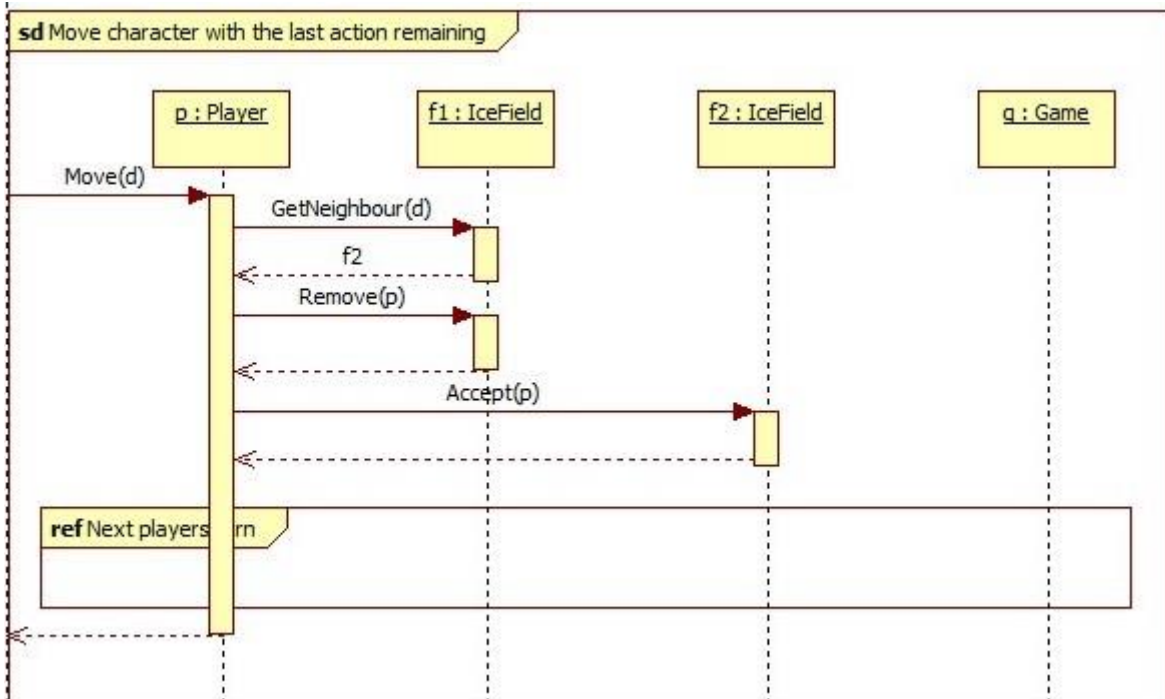 sd Move character with the last action remaining
p : Player
f1 : IceField
f2 : IceField
g : Game
Move(d)
GetNeighbour(d)
f2
Remove(p)
Accept(p)
ref Next players